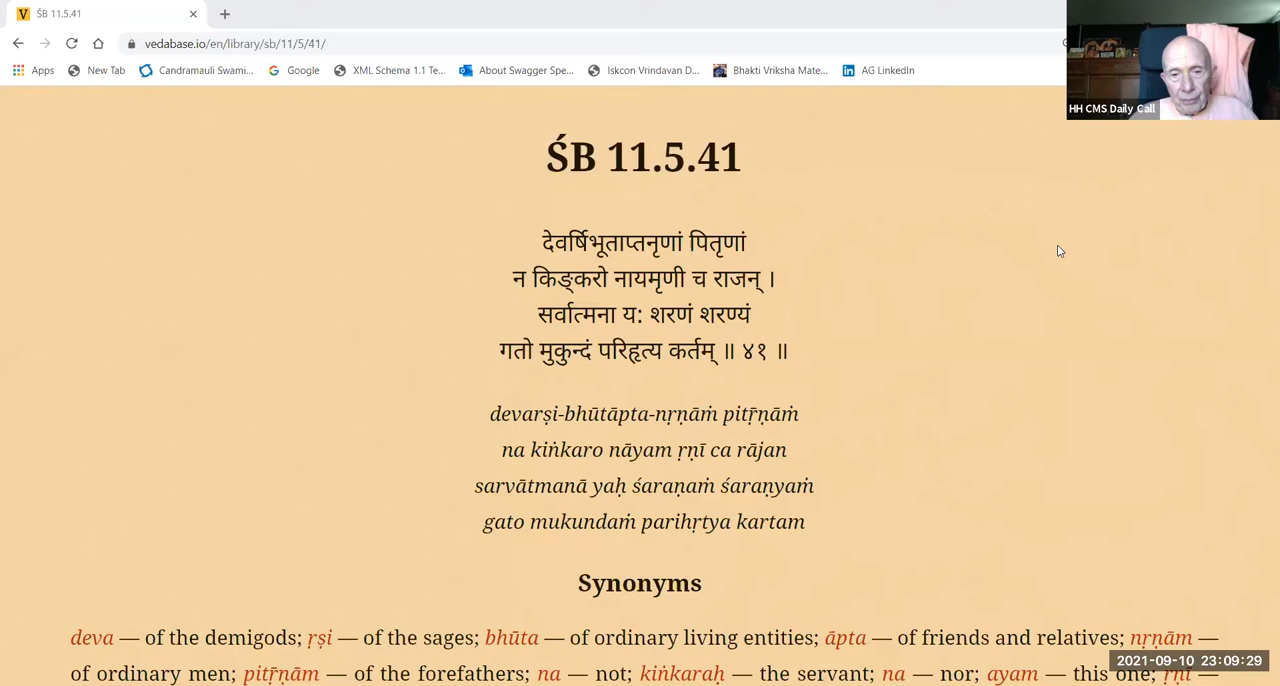 ŚB 11.5.41
vedabase.io/en/library/sb/11/5/41/
Apps New Tab Candramauli Swami... Google XML Schema 1.1 Te... About Swagger Spe... Iskcon Vrindavan D... Bhakti Vriksha Mate... AG LinkedIn
HH CMS Daily Call
ŚB 11.5.41
देवर्षिभूताप्तनृणां पितृणां
न किङ्करो नायमृणी च राजन् ।
सर्वात्मना य: शरणं शरण्यं
गतो मुकुन्दं परिहृत्य कर्तम् ॥ ४१ ॥
devarṣi-bhūtāpta-nṛṇāṁ pitṝṇāṁ
na kiṅkaro nāyam ṛṇī ca rājan
sarvātmanā yaḥ śaraṇaṁ śaraṇyaṁ
gato mukundaṁ parihṛtya kartam
Synonyms
deva — of the demigods; ṛṣi — of the sages; bhūta — of ordinary living entities; āpta — of friends and relatives; nṛṇām —
of ordinary men; pitṝṇām — of the forefathers; na — not; kiṅkaraḥ — the servant; na — nor; ayam — this one; ṛṇī —
2021-09-10 23:09:29